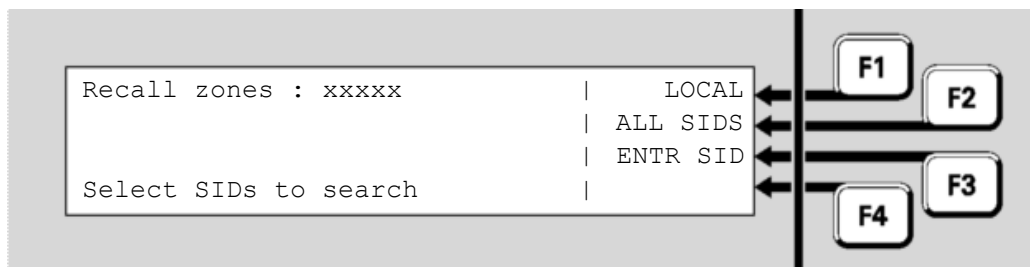 Recall zones : xxxxx | LOCAL
| ALL SIDS
| ENTR SID
Select SIDs to search |
F1
F2
F3
F4